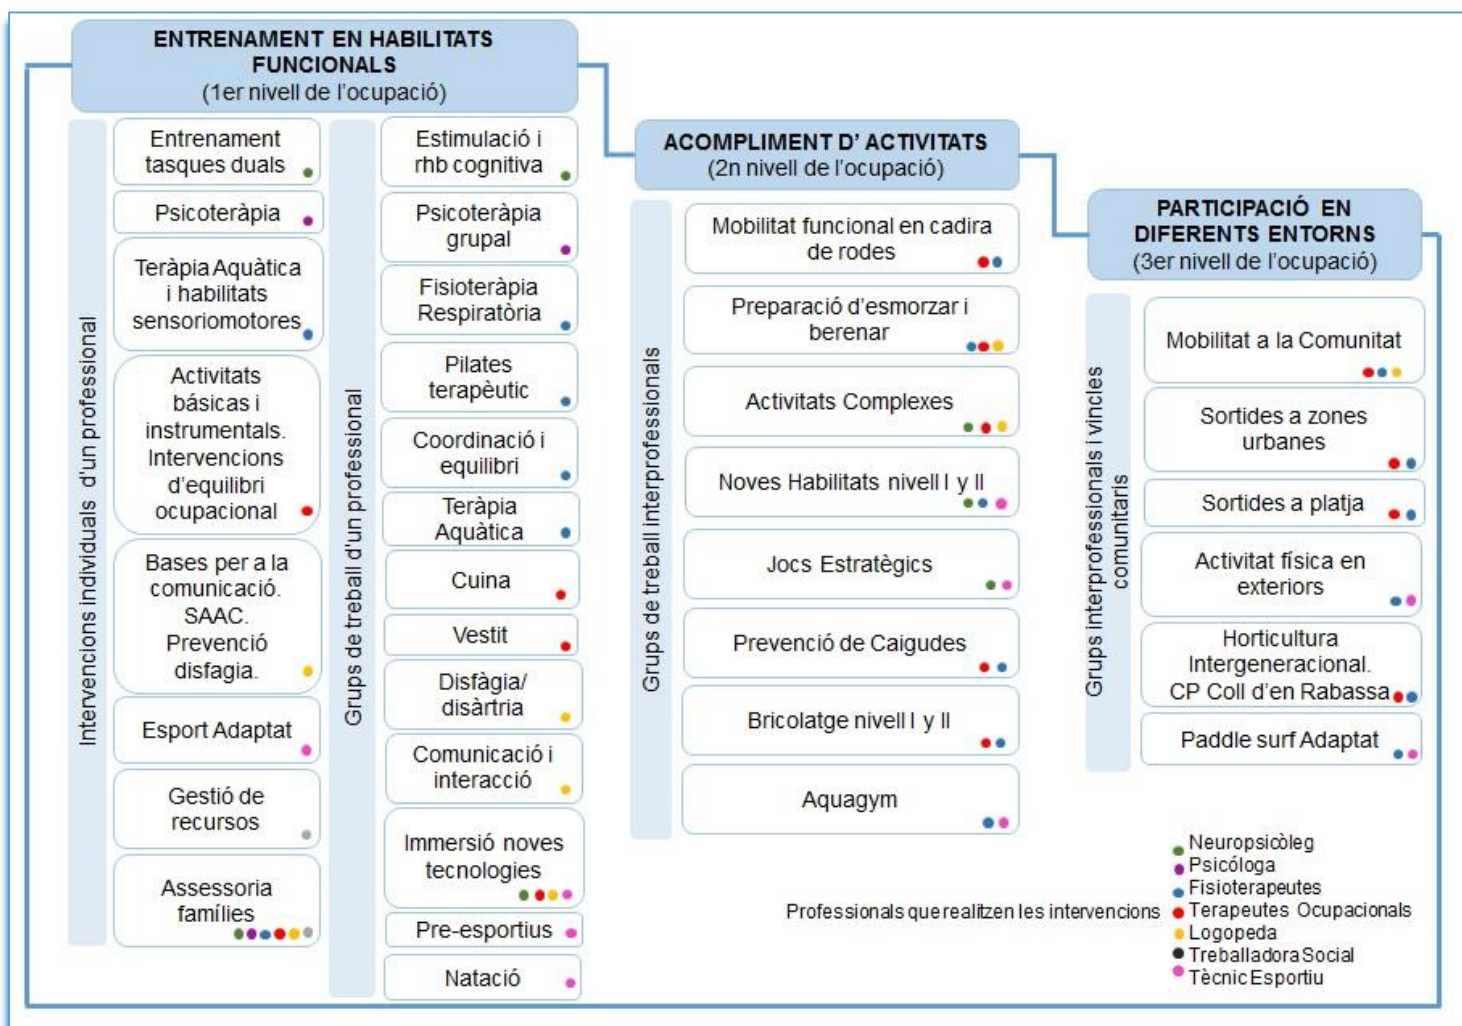 ENTRENAMENT EN HABILITATS
FUNCIONALS
(1er nivell de l'ocupació)
Intervencions individuals d'un professional
Entrenament
tasques duals
Psicoteràpia
Teràpia Aquàtica
i habilitats
sensoriomotores
Activitats
básicas i
instrumentals.
Intervencions
d'equilibri
ocupacional
Bases per a la
comunicació.
SAAC.
Prevenció
disfagia.
Esport Adaptat
Gestió de
recursos
Assessoria
famílies
Grups de treball d'un professional
Estimulació i
rhb cognitiva
Psicoteràpia
grupal
Fisioteràpia
Respiratòria
Pilates
terapèutic
Coordinació i
equilibri
Teràpia
Aquàtica
Cuina
Vestit
Disfàgia/
disàrtria
Comunicació i
interacció
Immersió noves
tecnologies
Pre-esportius
Natació
ACOMPLIMENT D' ACTIVITATS
(2n nivell de l'ocupació)
Grups de treball interprofessionals
Mobilitat funcional en cadira
de rodes
Preparació d'esmorzar i
berenar
Activitats Complexes
Noves Habilitats nivell I y II
Jocs Estratègics
Prevenció de Caigudes
Bricolatge nivell I y II
Aquagym
PARTICIPACIÓ EN
DIFERENTS ENTORNS
(3er nivell de l'ocupació)
Grups interprofessionals i vincles
comunitaris
Mobilitat a la Comunitat
Sortides a zones
urbanes
Sortides a platja
Activitat física en
exteriors
Horticultura
Intergeneracional.
CP Coll d'en Rabassa
Paddle surf Adaptat
Professionals que realitzen les intervencions
Neuropsicòleg
Psicóloga
Fisioterapeutes
Terapeutes Ocupacionals
Logopeda
Treballadora Social
Tècnic Esportiu